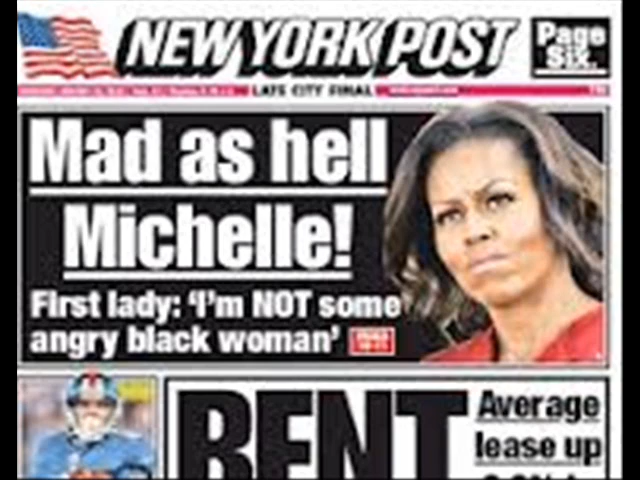 NEW YORK POST
Page
Six.
LATE CITY FINAL
Mad as hell
Michelle!
First lady: 'I'm NOT some
angry black woman'
RENT
Average
lease up